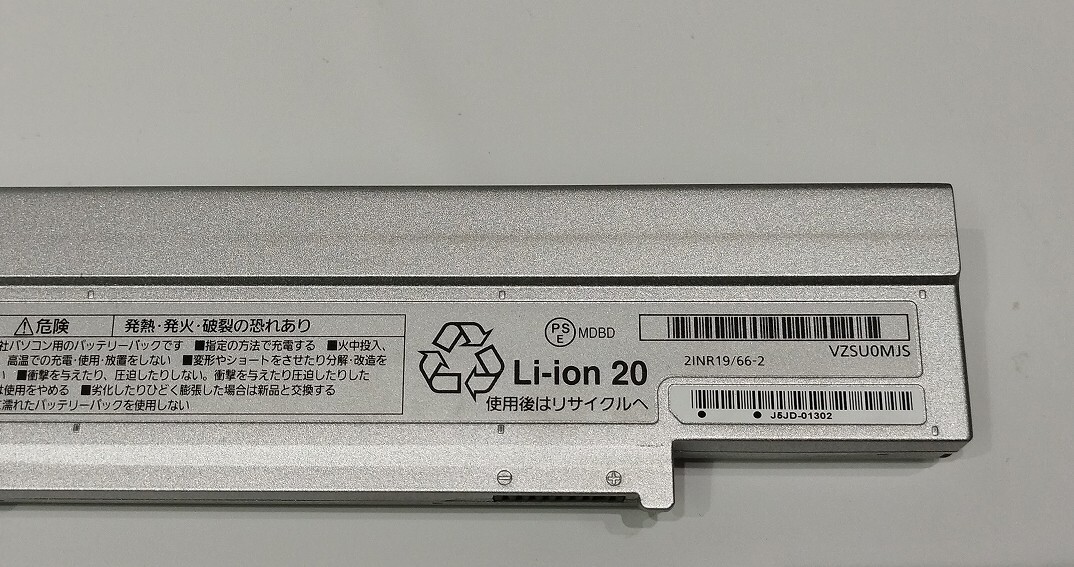 ⚠危険 発熱・発火・破裂の恐れあり
社パソコン用のバッテリーパックです ■指定の方法で充電する ■火中投入、
高温での充電・使用・放置をしない ■変形やショートをさせたり分解・改造を
い ■衝撃を与えたり、圧迫したりしない。衝撃を与えたり圧迫したりした
は使用をやめる ■劣化したりひどく膨張した場合は新品と交換する
に濡れたバッテリーパックを使用しない
PS
E
MDBD
Li-ion 20
使用後はリサイクルへ
VZSU0MJS
2INR19/66-2
J5JD-01302
⊖ ⊕